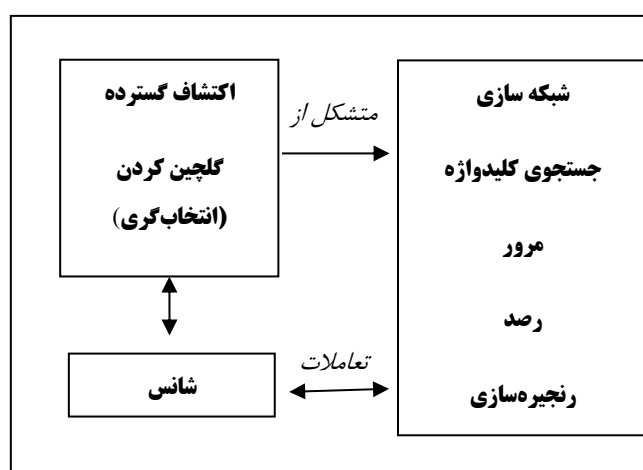 شبکه سازی
جستجوی کلیدواژه
مرور
رصد
رنجیره‌سازی
متشکل از
تعاملات
اکتشاف گسترده
گلچین کردن
(انتخاب‌گری)
شانس